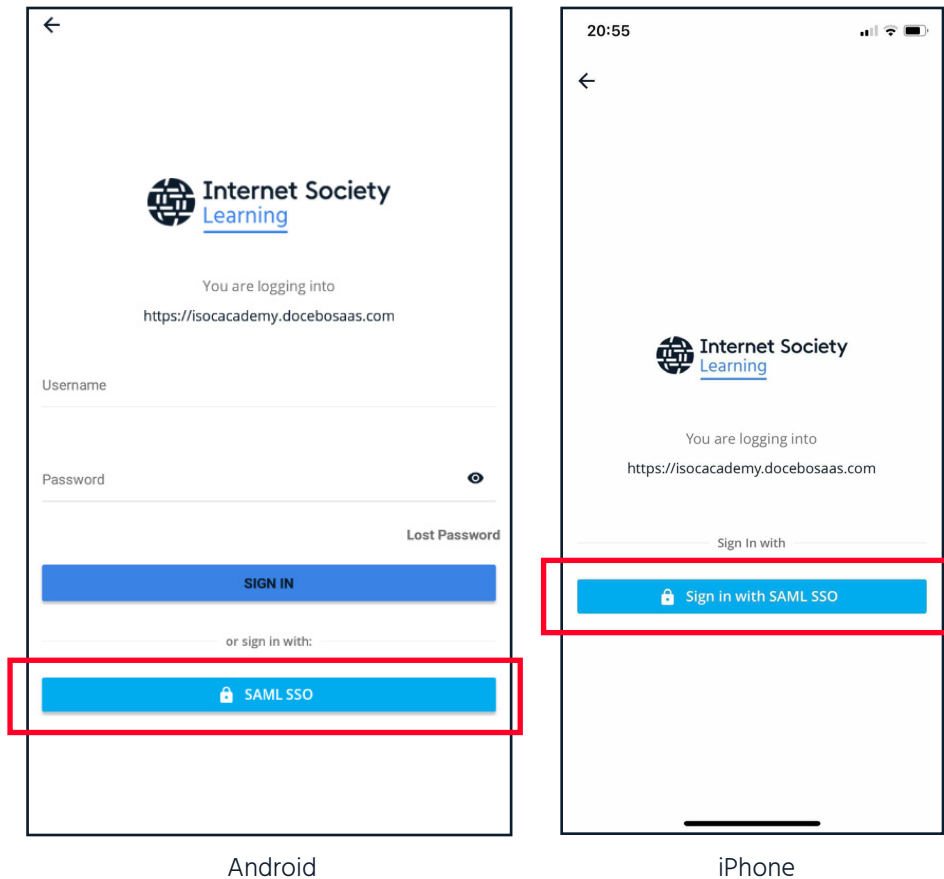 Internet Society
Learning
You are logging into
https://isocacademy.docebosaas.com
Username
Password
Lost Password
SIGN IN
or sign in with:
SAML SSO
Android
20:55
Internet Society
Learning
You are logging into
https://isocacademy.docebosaas.com
Sign In with
Sign in with SAML SSO
iPhone